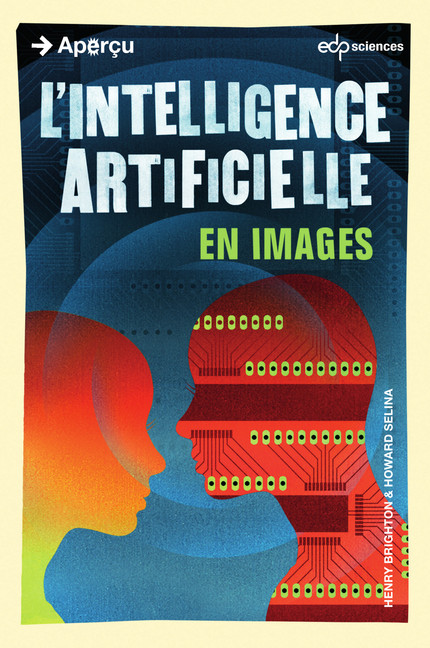 Aperçu
edp sciences
L'INTELLIGENCE
ARTIFICIELLE
EN IMAGES
HENRY BRIGHTON & HOWARD SELINA